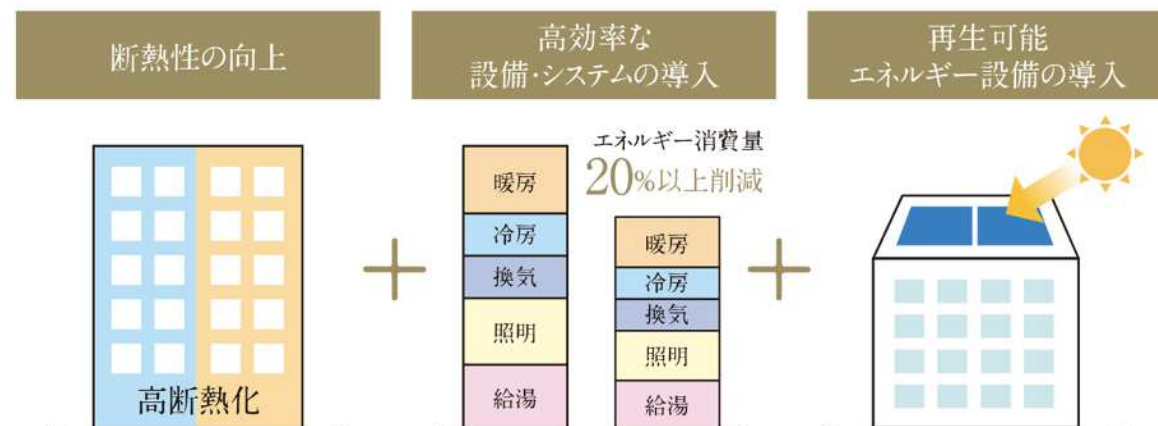 断熱性の向上
高効率な
設備・システムの導入
再生可能
エネルギー設備の導入
高断熱化
エネルギー消費量
20%以上削減
暖房
冷房
換気
照明
給湯
暖房
冷房
換気
照明
給湯